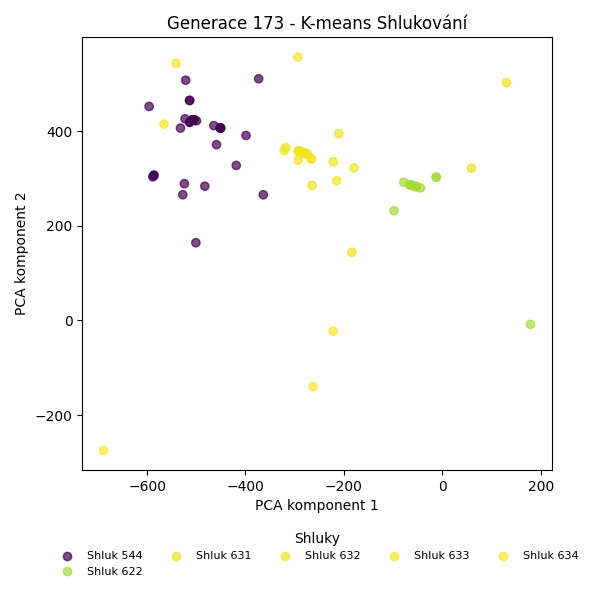 Generace 173 - K-means Shlukování
PCA komponent 2
400
200
0
−200
−600
−400
−200
0
200
PCA komponent 1
Shluky
Shluk 544
Shluk 631
Shluk 632
Shluk 633
Shluk 634
Shluk 622